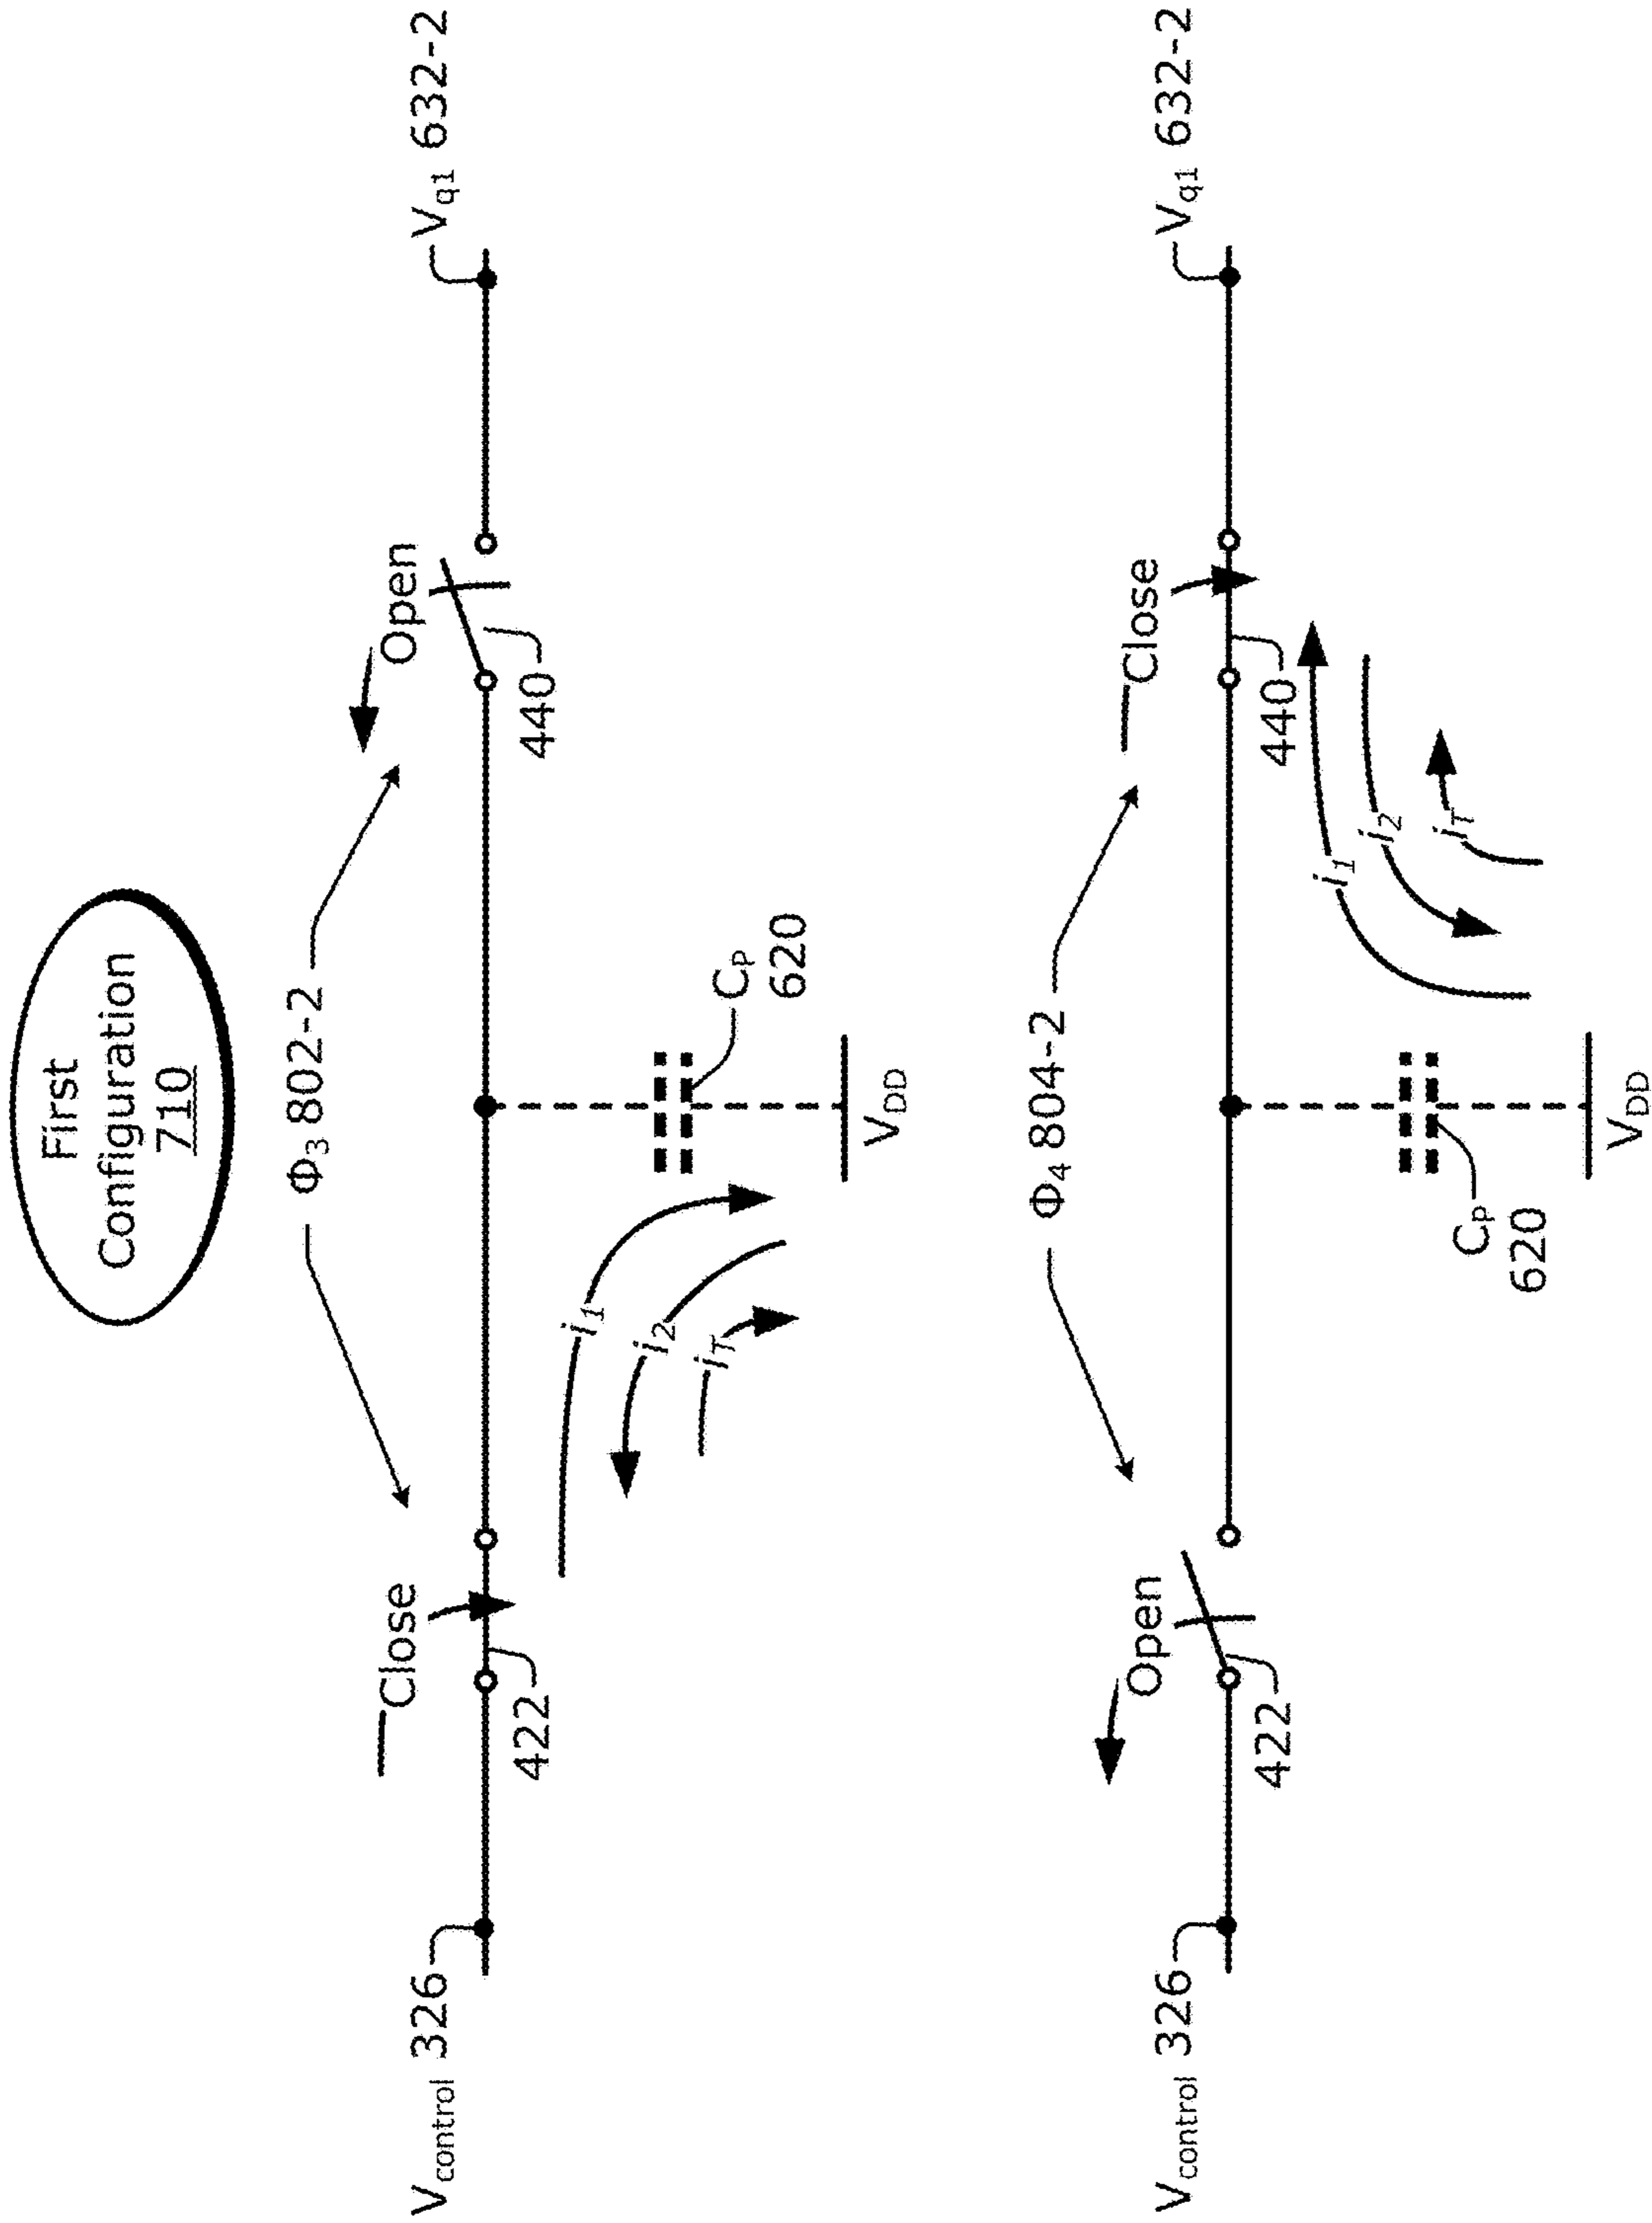 First
Configuration
710
Φ3 802-2
Close
Open
Vcontrol 326
422
440
Vq1 632-2
i1
i2
iT
Cp
620
VDD
Φ4 804-2
Open
Close
Vcontrol 326
422
440
Vq1 632-2
i1
i2
iT
Cp
620
VDD